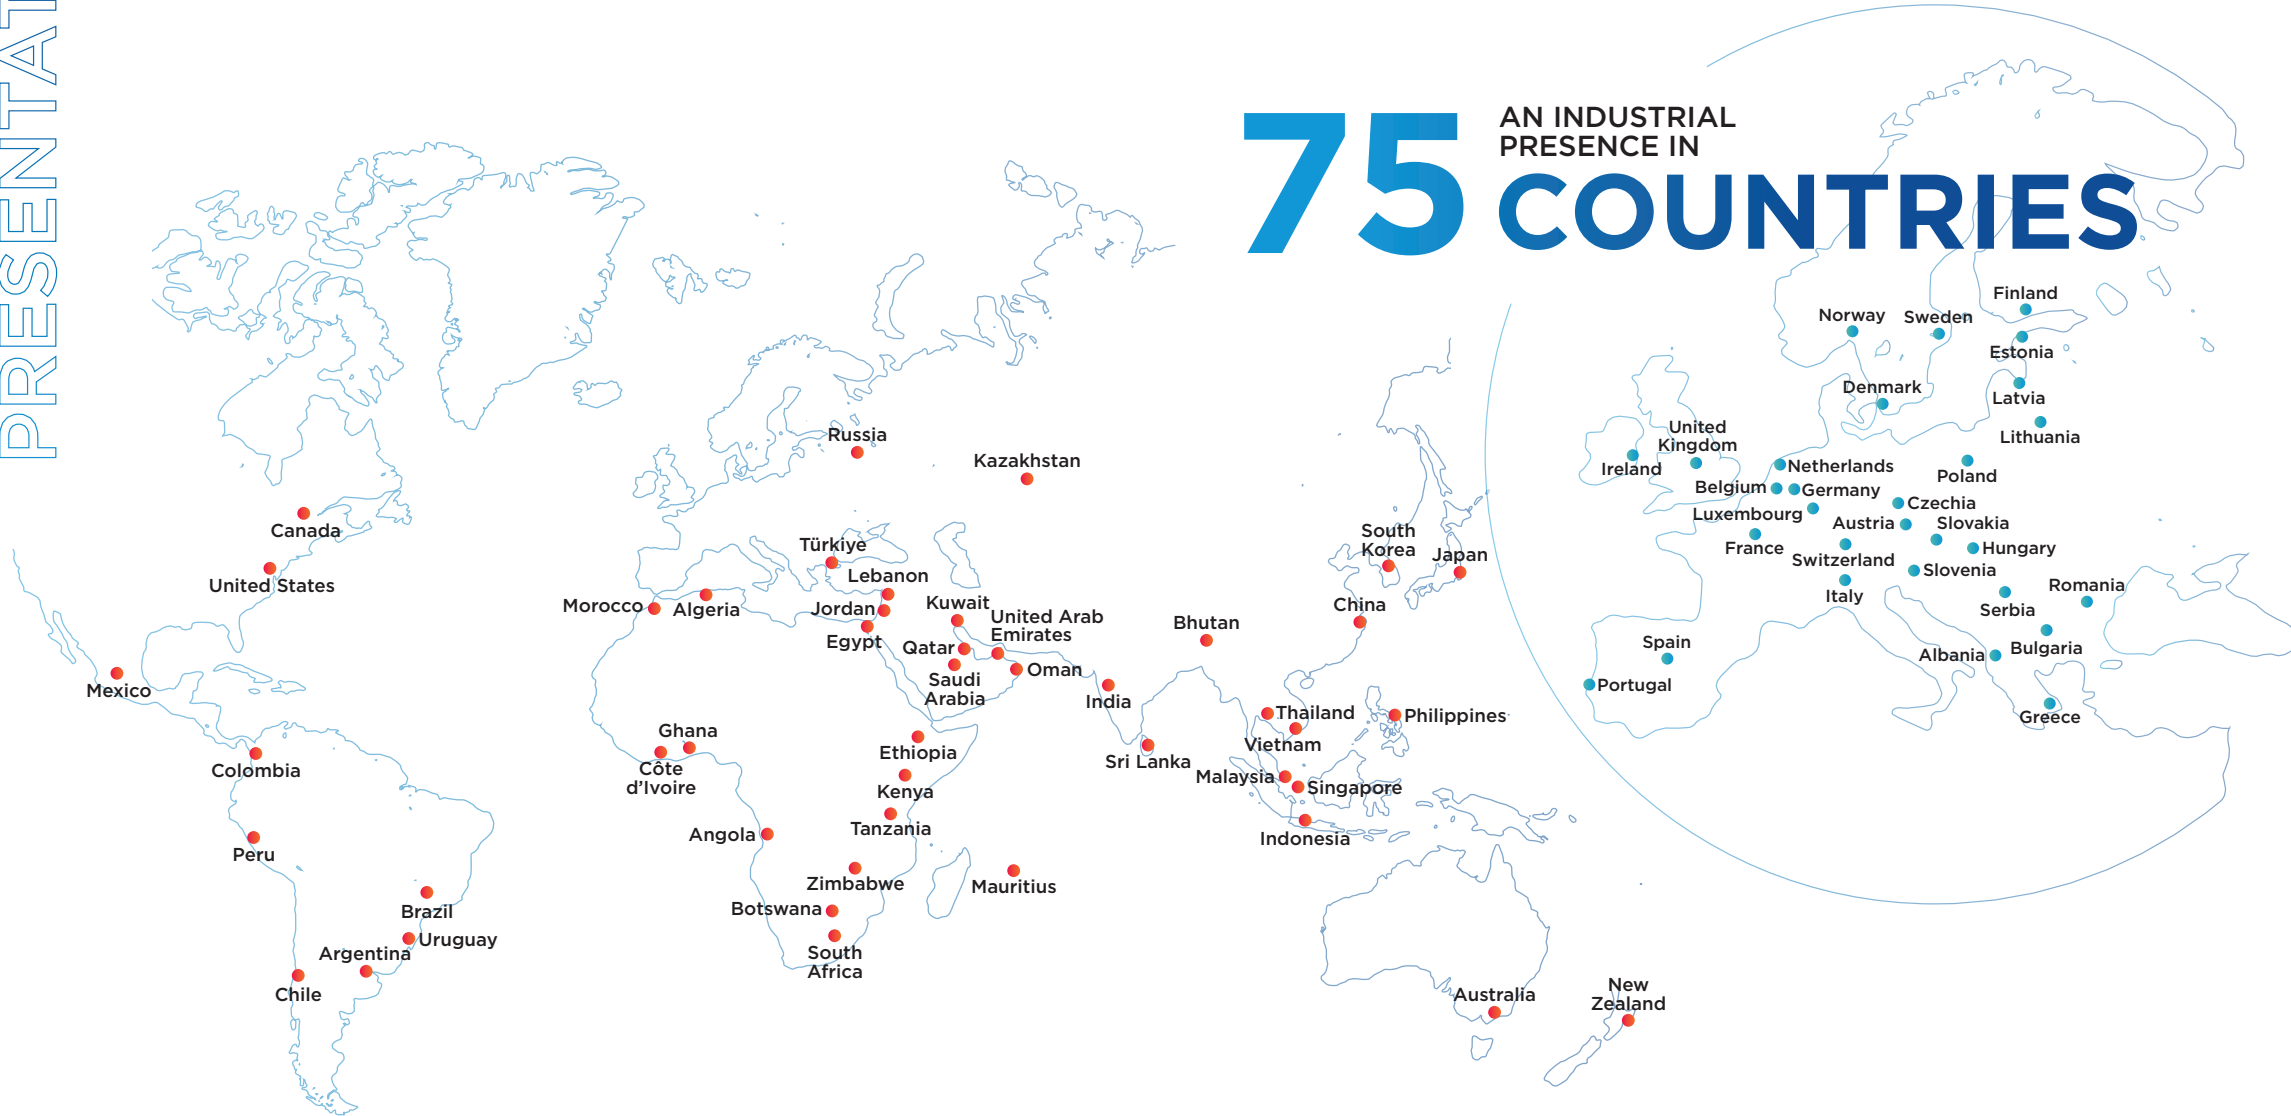 PRESENTAT
75
AN INDUSTRIAL
PRESENCE IN
COUNTRIES
Canada
United States
Mexico
Colombia
Peru
Brazil
Uruguay
Argentina
Chile
Russia
Kazakhstan
Türkiye
Lebanon
Morocco
Algeria
Jordan
Egypt
Kuwait
United Arab
Emirates
Qatar
Saudi
Arabia
Oman
Ghana
Côte
d'Ivoire
Ethiopia
Kenya
Tanzania
Angola
Zimbabwe
Botswana
South
Africa
Mauritius
Bhutan
India
Sri Lanka
South
Korea
Japan
China
Thailand
Vietnam
Philippines
Malaysia
Singapore
Indonesia
Australia
New
Zealand
Finland
Norway
Sweden
Estonia
Denmark
Latvia
Lithuania
United
Kingdom
Ireland
Netherlands
Poland
Belgium
Germany
Czechia
Luxembourg
Austria
Slovakia
France
Hungary
Switzerland
Slovenia
Italy
Romania
Serbia
Spain
Bulgaria
Albania
Portugal
Greece